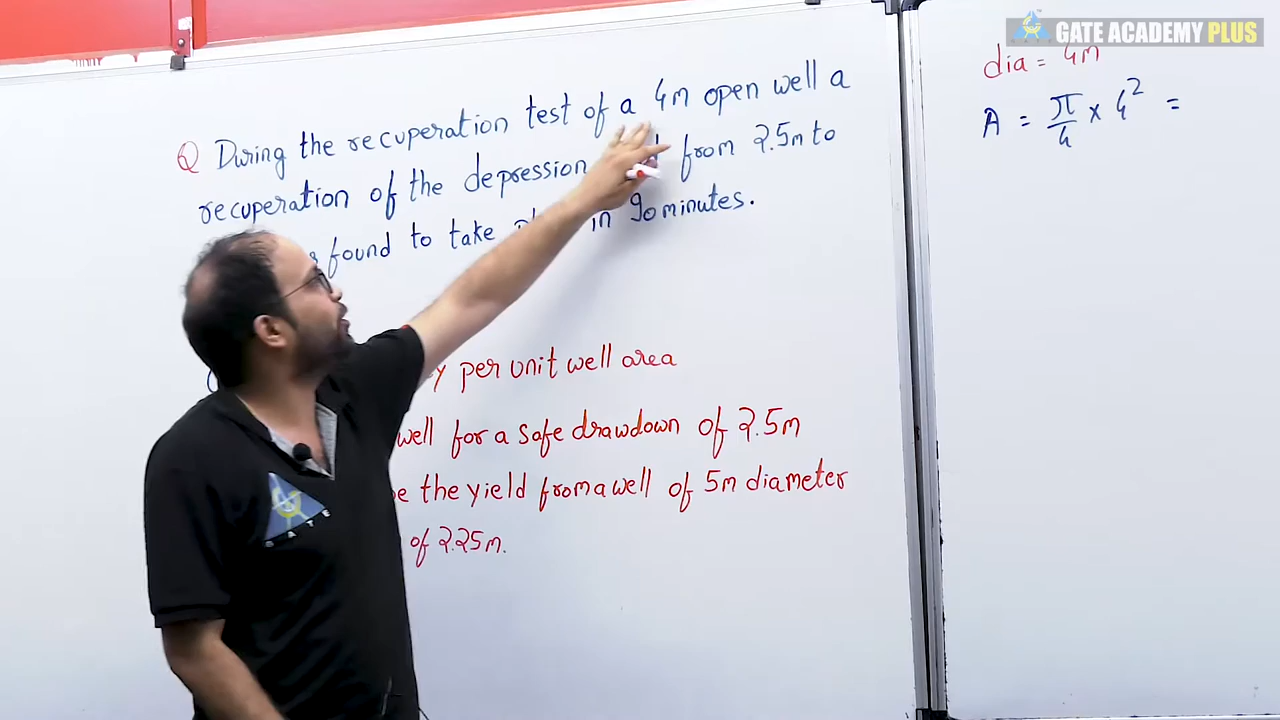 GATE ACADEMY PLUS
Q During the recuperation test of a 4m open well a
recuperation of the depression from 2.5m to
found to take in 90 minutes.
per unit well area
well for a safe drawdown of 2.5m
the yield from a well of 5m diameter
of 2.25m.
dia = 4m
A = π/4 × 4² =
GATE